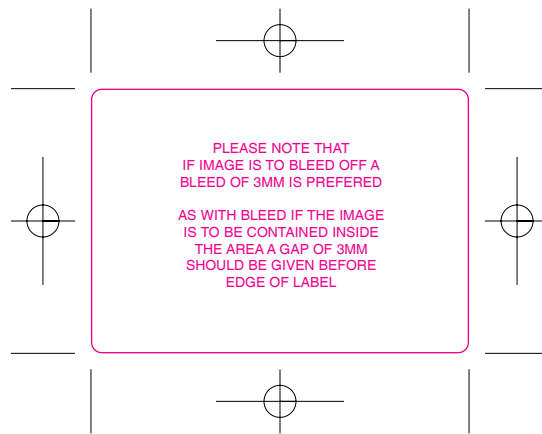 PLEASE NOTE THAT
IF IMAGE IS TO BLEED OFF A
BLEED OF 3MM IS PREFERED
AS WITH BLEED IF THE IMAGE
IS TO BE CONTAINED INSIDE
THE AREA A GAP OF 3MM
SHOULD BE GIVEN BEFORE
EDGE OF LABEL